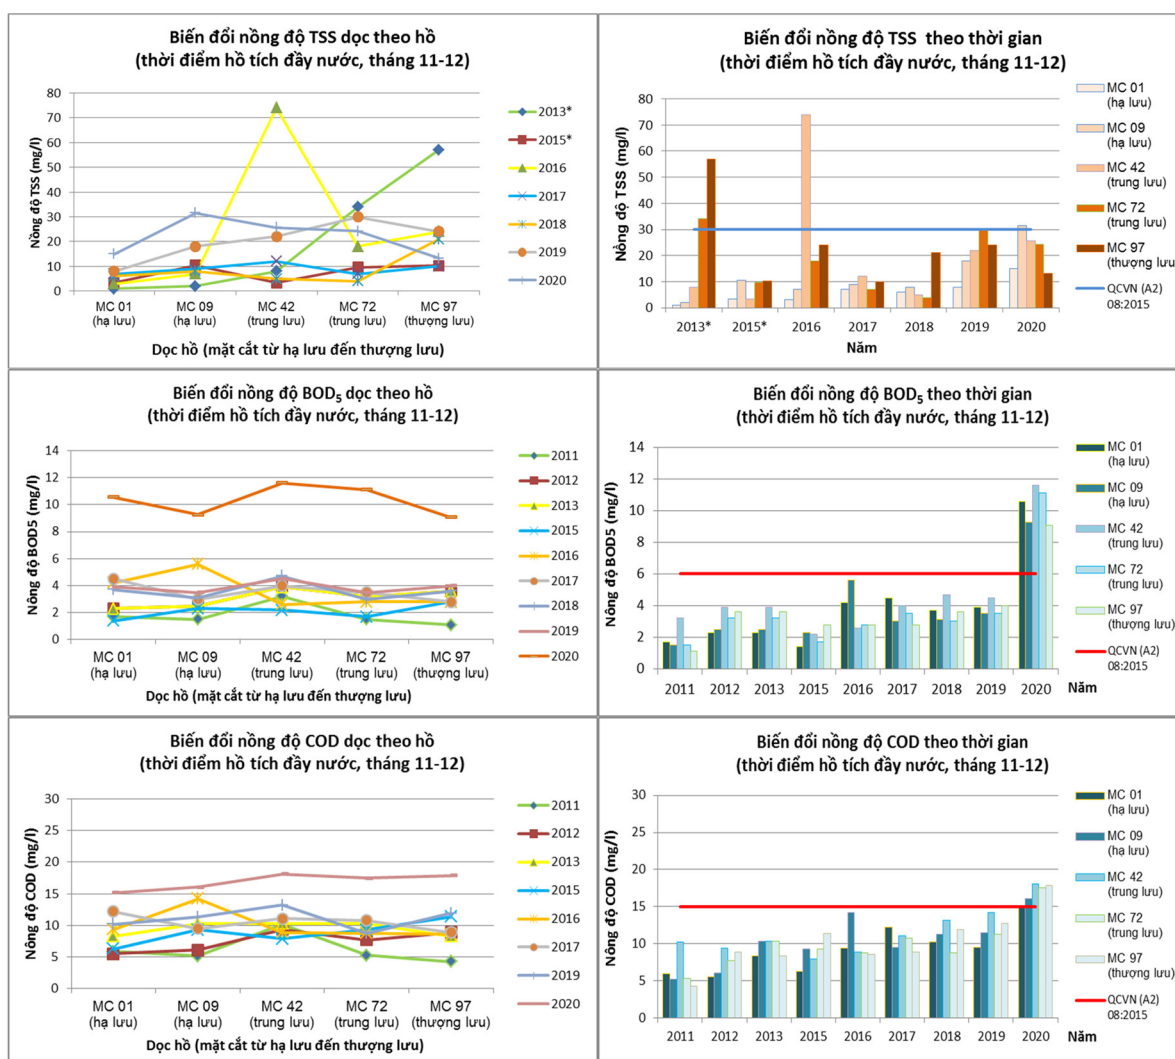 Biến đổi nồng độ TSS dọc theo hồ
(thời điểm hồ tích đầy nước, tháng 11-12)
Nồng độ TSS (mg/l)
80
70
60
50
40
30
20
10
0
MC 01 MC 09 MC 42 MC 72 MC 97
(hạ lưu) (hạ lưu) (trung lưu) (trung lưu) (thượng lưu)
Dọc hồ (mặt cắt từ hạ lưu đến thượng lưu)
2013*
2015*
2016
2017
2018
2019
2020
Biến đổi nồng độ TSS theo thời gian
(thời điểm hồ tích đầy nước, tháng 11-12)
Nồng độ TSS (mg/l)
80
70
60
50
40
30
20
10
0
2013* 2015* 2016 2017 2018 2019 2020
Năm
MC 01
(hạ lưu)
MC 09
(hạ lưu)
MC 42
(trung lưu)
MC 72
(trung lưu)
MC 97
(thượng lưu)
QCVN (A2)
08:2015
Biến đổi nồng độ BOD₅ dọc theo hồ
(thời điểm hồ tích đầy nước, tháng 11-12)
Nồng độ BOD5 (mg/l)
14
12
10
8
6
4
2
0
MC 01 MC 09 MC 42 MC 72 MC 97
(hạ lưu) (hạ lưu) (trung lưu) (trung lưu) (thượng lưu)
Dọc hồ (mặt cắt từ hạ lưu đến thượng lưu)
2011
2012
2013
2015
2016
2017
2018
2019
2020
Biến đổi nồng độ BOD₅ theo thời gian
(thời điểm hồ tích đầy nước, tháng 11-12)
Nồng độ BOD5 (mg/l)
14
12
10
8
6
4
2
0
2011 2012 2013 2015 2016 2017 2018 2019 2020
Năm
MC 01
(hạ lưu)
MC 09
(hạ lưu)
MC 42
(trung lưu)
MC 72
(trung lưu)
MC 97
(thượng lưu)
QCVN (A2)
08:2015
Biến đổi nồng độ COD dọc theo hồ
(thời điểm hồ tích đầy nước, tháng 11-12)
Nồng độ COD (mg/l)
30
25
20
15
10
5
0
MC 01 MC 09 MC 42 MC 72 MC 97
(hạ lưu) (hạ lưu) (trung lưu) (trung lưu) (thượng lưu)
Dọc hồ (mặt cắt từ hạ lưu đến thượng lưu)
2011
2012
2013
2015
2016
2017
2019
2020
Biến đổi nồng độ COD theo thời gian
(thời điểm hồ tích đầy nước, tháng 11-12)
Nồng độ COD (mg/l)
30
25
20
15
10
5
0
2011 2012 2013 2015 2016 2017 2018 2019 2020
Năm
MC 01
(hạ lưu)
MC 09
(hạ lưu)
MC 42
(trung lưu)
MC 72
(trung lưu)
MC 97
(thượng lưu)
QCVN (A2)
08:2015